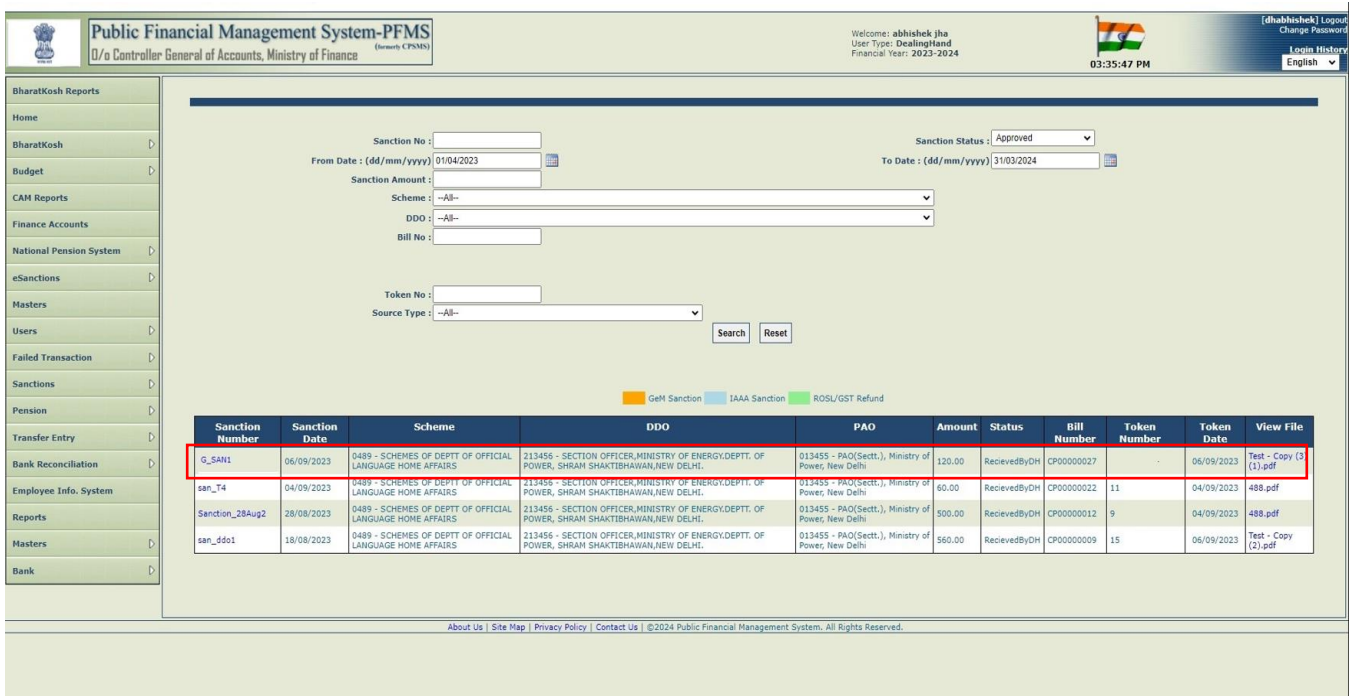 Public Financial Management System-PFMS
(formerly CPSMS)
O/o Controller General of Accounts, Ministry of Finance
Welcome: abhishek jha
User Type: DealingHand
Financial Year: 2023-2024
03:35:47 PM
[dhabhishek] Logout
Change Password
Login History
English
BharatKosh Reports
Home
BharatKosh
Budget
CAM Reports
Finance Accounts
National Pension System
eSanctions
Masters
Users
Failed Transaction
Sanctions
Pension
Transfer Entry
Bank Reconciliation
Employee Info. System
Reports
Masters
Bank
Sanction No :
Sanction Status : Approved
From Date : (dd/mm/yyyy) 01/04/2023
To Date : (dd/mm/yyyy) 31/03/2024
Sanction Amount :
Scheme : --All--
DDO : --All--
Bill No :
Token No :
Source Type : --All--
Search Reset
GeM Sanction IAAA Sanction ROSL/GST Refund
Sanction Number Sanction Date Scheme DDO PAO Amount Status Bill Number Token Number Token Date View File
G_SAN1 06/09/2023 0489 - SCHEMES OF DEPTT OF OFFICIAL LANGUAGE HOME AFFAIRS 213456 - SECTION OFFICER,MINISTRY OF ENERGY.DEPTT. OF POWER, SHRAM SHAKTIBHAWAN,NEW DELHI. 013455 - PAO(Sectt.), Ministry of Power, New Delhi 120.00 RecievedByDH CP00000027 06/09/2023 Test - Copy (3) (1).pdf
san_T4 04/09/2023 0489 - SCHEMES OF DEPTT OF OFFICIAL LANGUAGE HOME AFFAIRS 213456 - SECTION OFFICER,MINISTRY OF ENERGY.DEPTT. OF POWER, SHRAM SHAKTIBHAWAN,NEW DELHI. 013455 - PAO(Sectt.), Ministry of Power, New Delhi 60.00 RecievedByDH CP00000022 11 04/09/2023 488.pdf
Sanction_28Aug2 28/08/2023 0489 - SCHEMES OF DEPTT OF OFFICIAL LANGUAGE HOME AFFAIRS 213456 - SECTION OFFICER,MINISTRY OF ENERGY.DEPTT. OF POWER, SHRAM SHAKTIBHAWAN,NEW DELHI. 013455 - PAO(Sectt.), Ministry of Power, New Delhi 500.00 RecievedByDH CP00000012 9 04/09/2023 488.pdf
san_ddo1 18/08/2023 0489 - SCHEMES OF DEPTT OF OFFICIAL LANGUAGE HOME AFFAIRS 213456 - SECTION OFFICER,MINISTRY OF ENERGY.DEPTT. OF POWER, SHRAM SHAKTIBHAWAN,NEW DELHI. 013455 - PAO(Sectt.), Ministry of Power, New Delhi 560.00 RecievedByDH CP00000009 15 06/09/2023 Test - Copy (2).pdf
About Us | Site Map | Privacy Policy | Contact Us | ©2024 Public Financial Management System. All Rights Reserved.